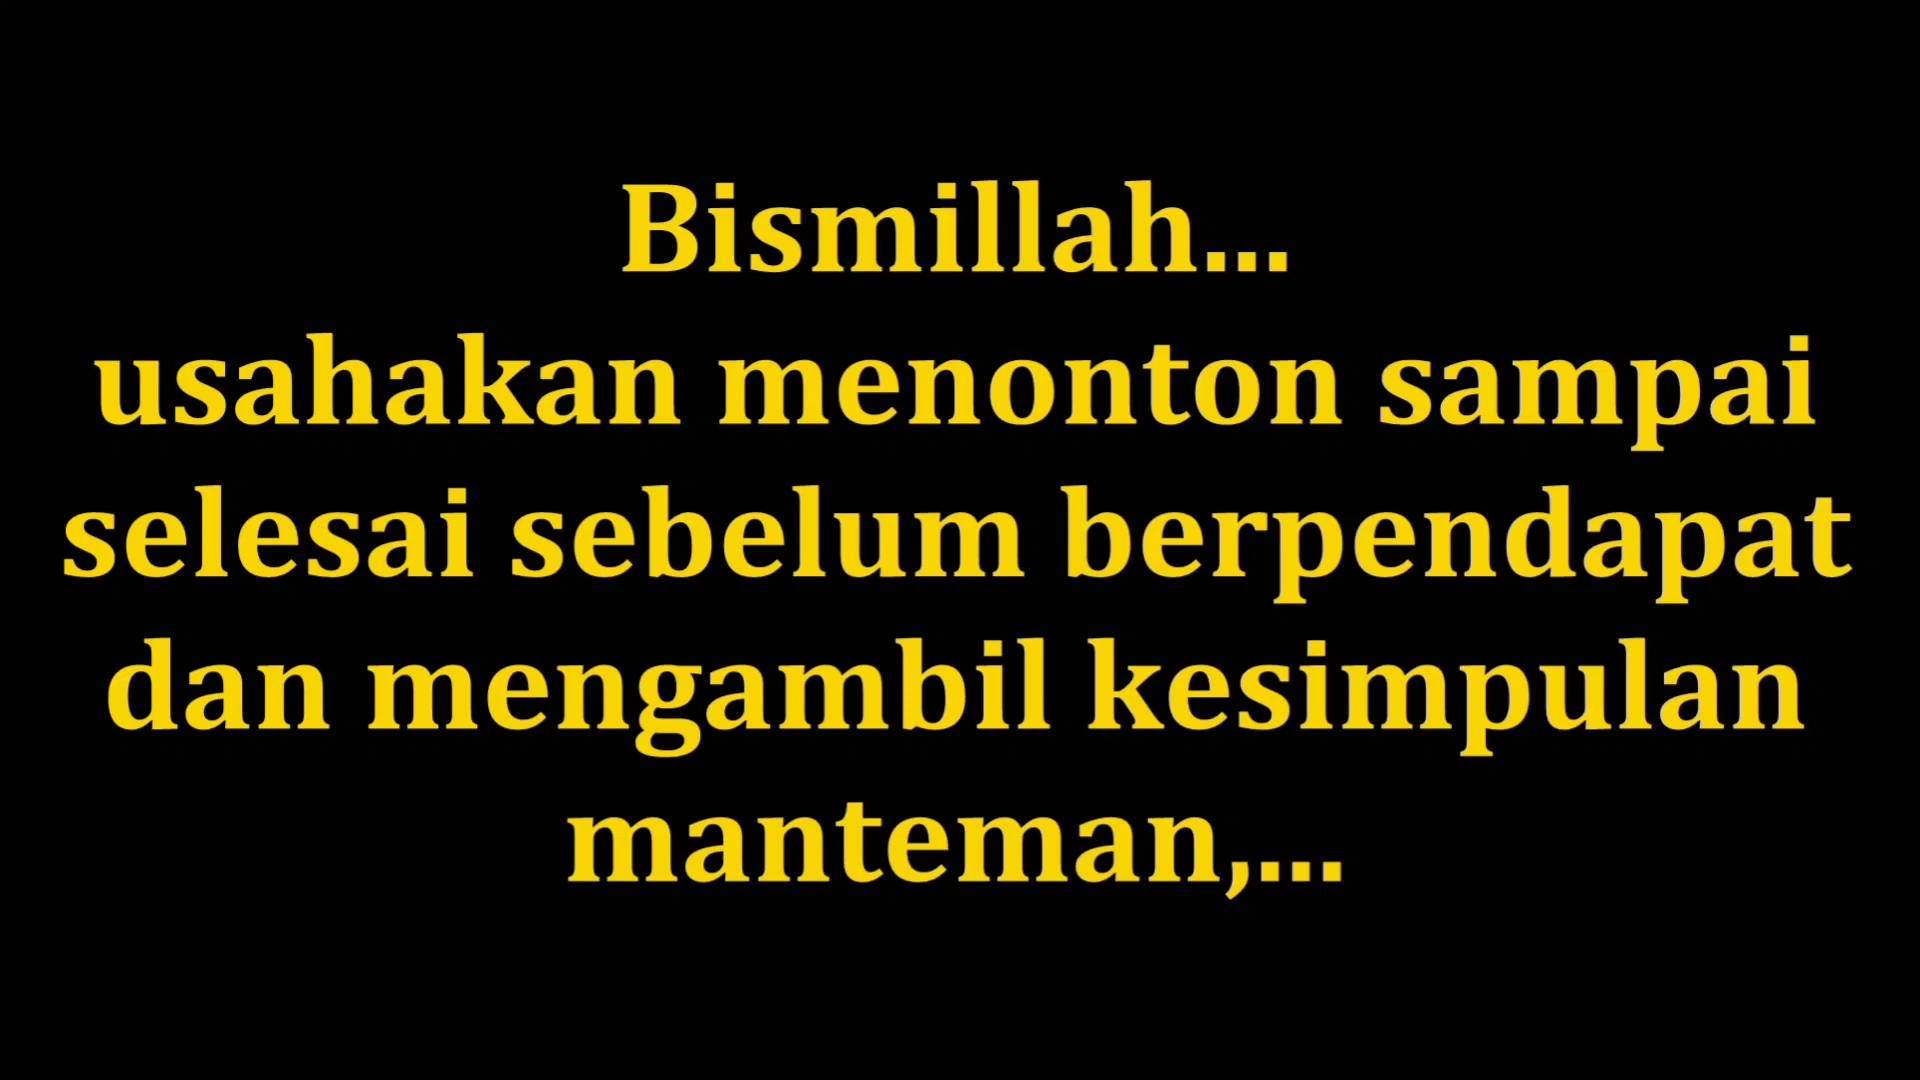 Bismillah...
usahakan menonton sampai
selesai sebelum berpendapat
dan mengambil kesimpulan
manteman,...